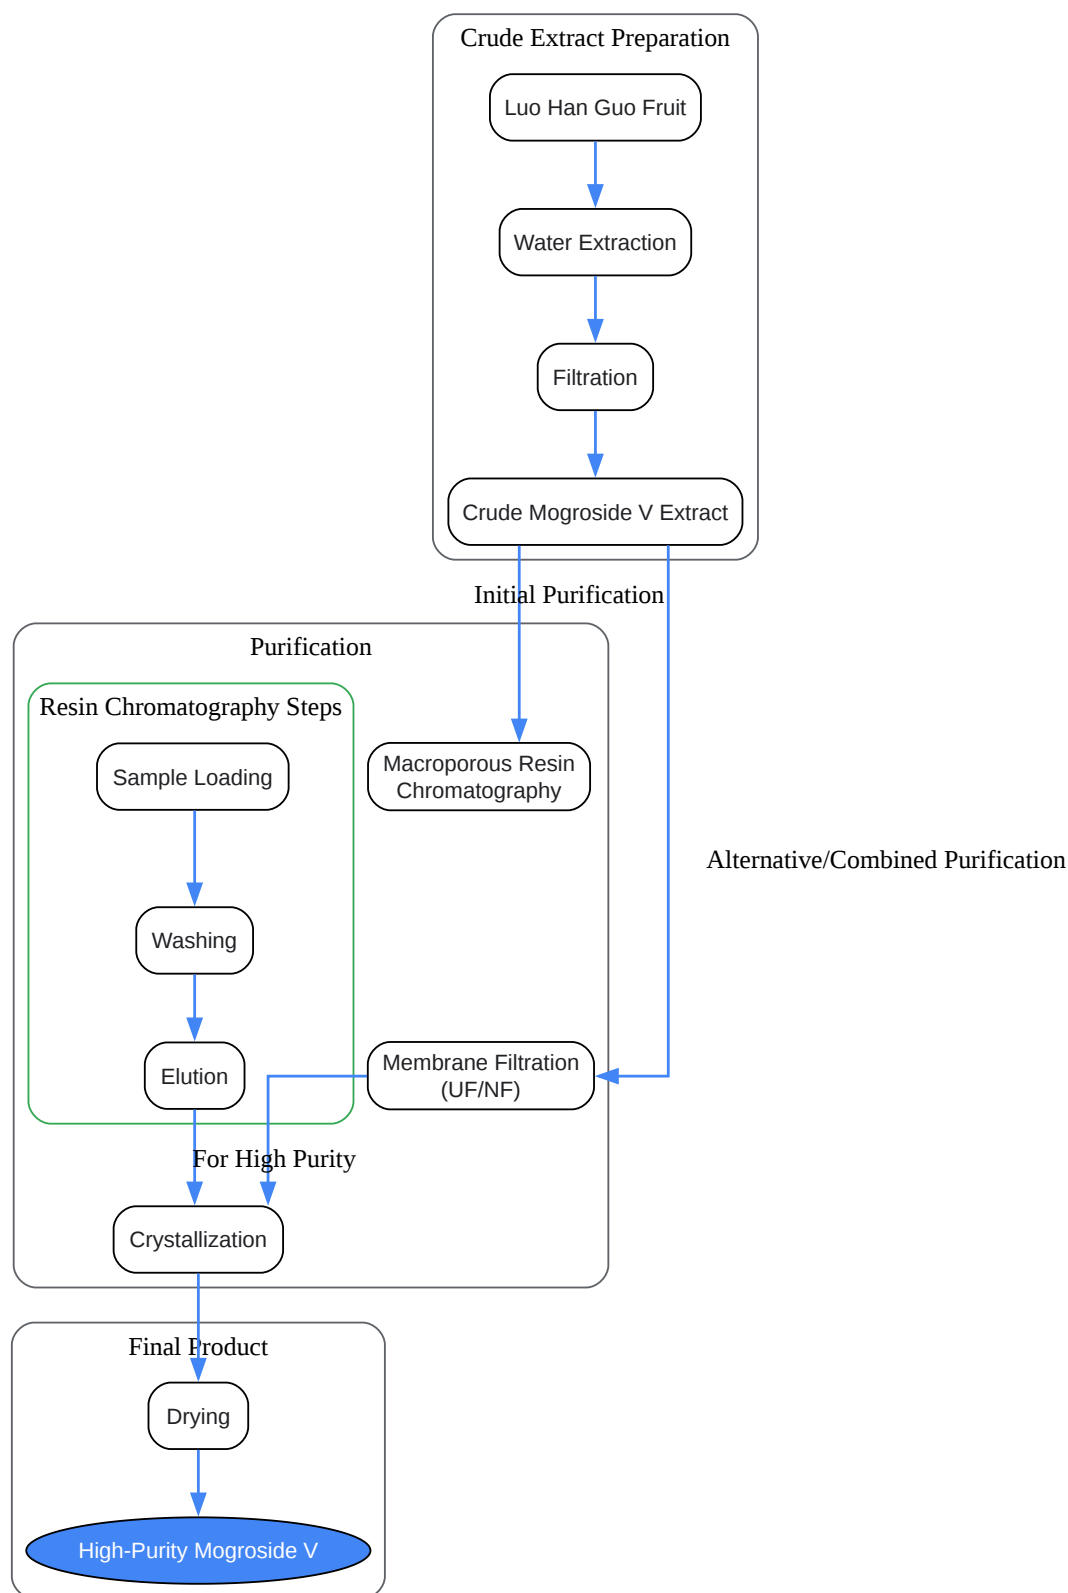 Crude Extract Preparation
Luo Han Guo Fruit
Water Extraction
Filtration
Crude Mogroside V Extract
Initial Purification
Purification
Resin Chromatography Steps
Sample Loading
Macroporous Resin
Chromatography
Alternative/Combined Purification
Washing
Elution
Membrane Filtration
(UF/NF)
For High Purity
Crystallization
Final Product
Drying
High-Purity Mogroside V